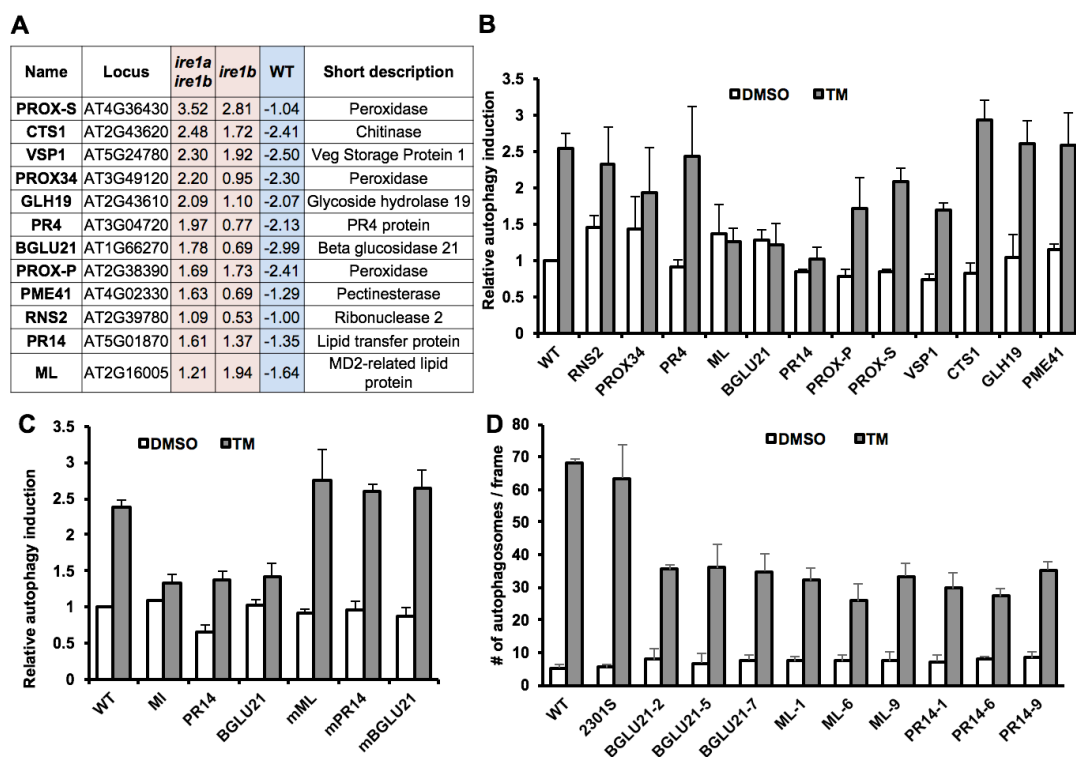 A
Name Locus ire1a ire1b ire1b WT Short description
PROX-S AT4G36430 3.52 2.81 -1.04 Peroxidase
CTS1 AT2G43620 2.48 1.72 -2.41 Chitinase
VSP1 AT5G24780 2.30 1.92 -2.50 Veg Storage Protein 1
PROX34 AT3G49120 2.20 0.95 -2.30 Peroxidase
GLH19 AT2G43610 2.09 1.10 -2.07 Glycoside hydrolase 19
PR4 AT3G04720 1.97 0.77 -2.13 PR4 protein
BGLU21 AT1G66270 1.78 0.69 -2.99 Beta glucosidase 21
PROX-P AT2G38390 1.69 1.73 -2.41 Peroxidase
PME41 AT4G02330 1.63 0.69 -1.29 Pectinesterase
RNS2 AT2G39780 1.09 0.53 -1.00 Ribonuclease 2
PR14 AT5G01870 1.61 1.37 -1.35 Lipid transfer protein
ML AT2G16005 1.21 1.94 -1.64 MD2-related lipid protein
B
Relative autophagy induction
3.5
3
2.5
2
1.5
1
0.5
0
DMSO TM
WT RNS2 PROX34 PR4 ML BGLU21 PR14 PROX-P PROX-S VSP1 CTS1 GLH19 PME41
C
Relative autophagy induction
3.5
3
2.5
2
1.5
1
0.5
0
DMSO TM
WT Ml PR14 BGLU21 mML mPR14 mBGLU21
D
# of autophagosomes / frame
80
70
60
50
40
30
20
10
0
DMSO TM
WT 2301S BGLU21-2 BGLU21-5 BGLU21-7 ML-1 ML-6 ML-9 PR14-1 PR14-6 PR14-9